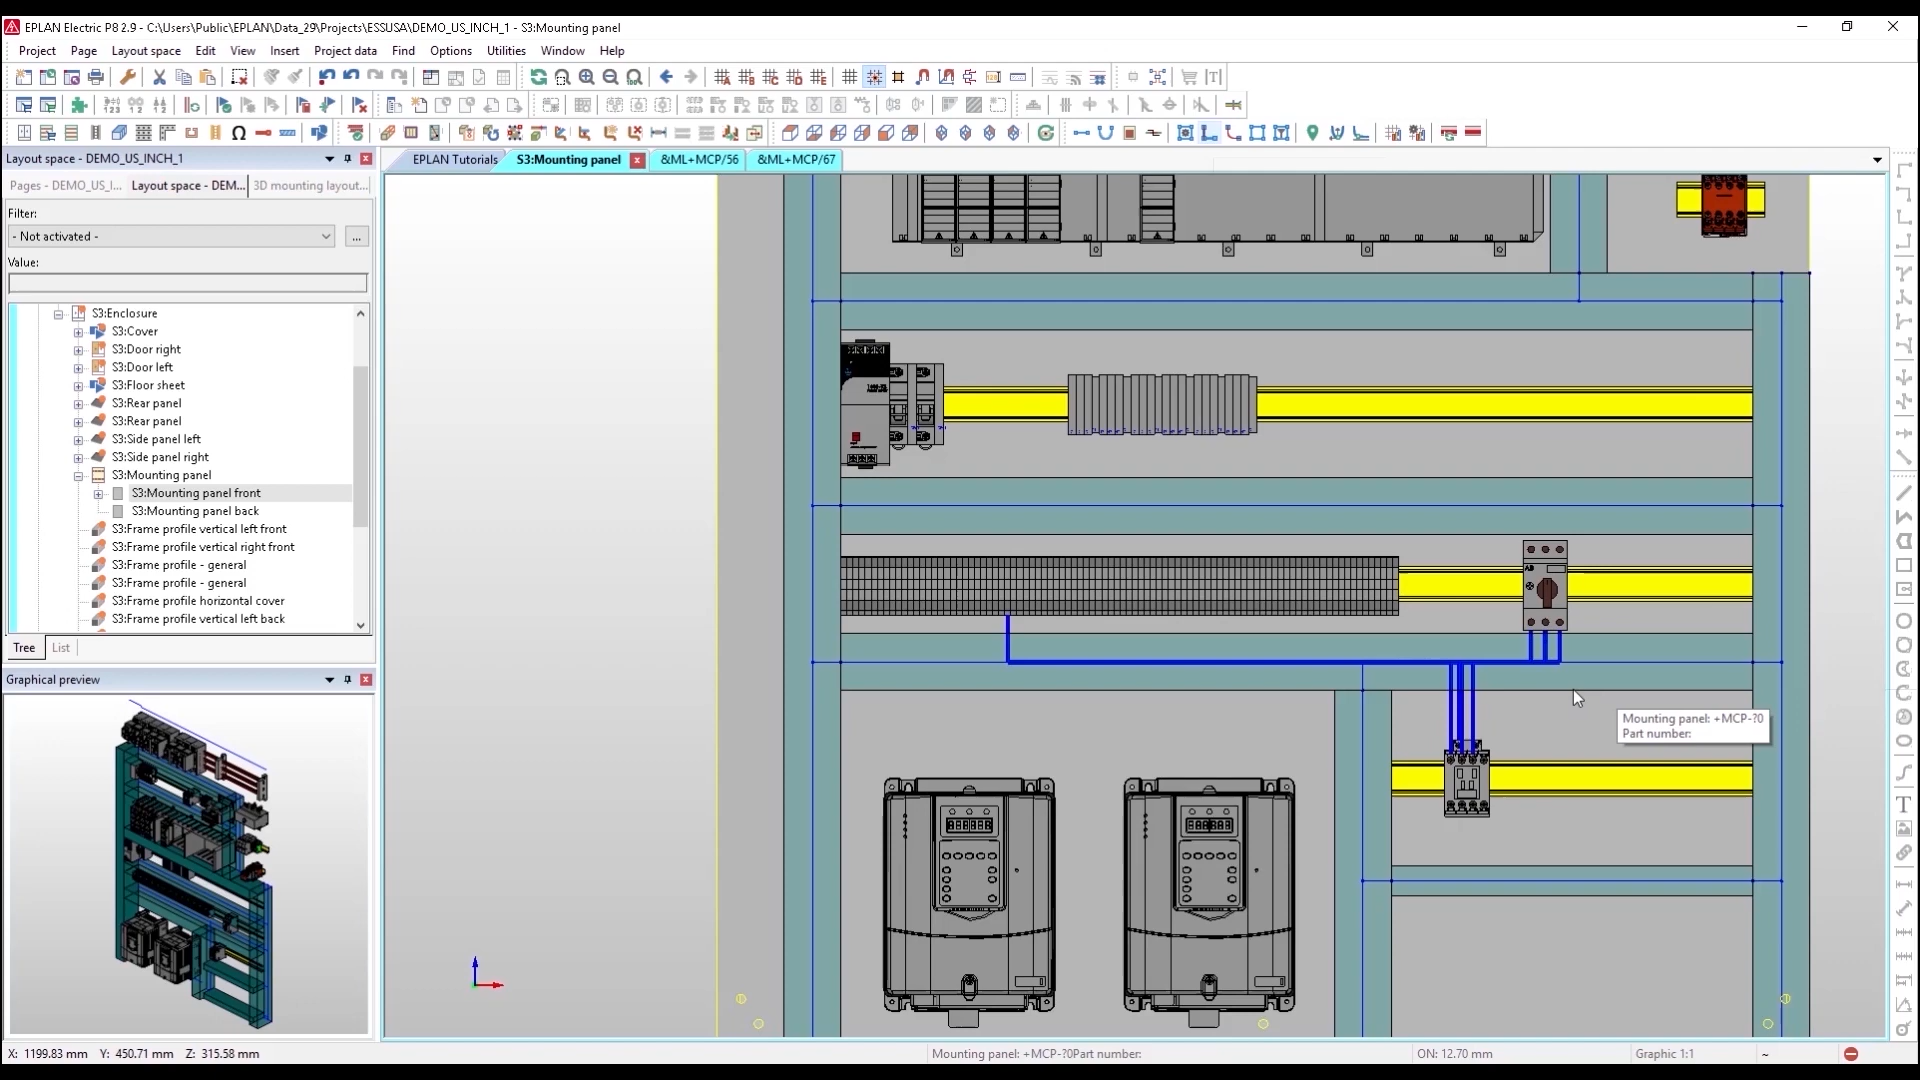 EPLAN Electric P8 2.9 - C:\Users\Public\EPLAN\Data_29\Projects\ESSUSA\DEMO_US_INCH_1 - S3:Mounting panel
Project Page Layout space Edit View Insert Project data Find Options Utilities Window Help
Layout space - DEMO_US_INCH_1
EPLAN Tutorials S3:Mounting panel &ML+MCP/56 &ML+MCP/67
Pages - DEMO_US_I... Layout space - DEM... 3D mounting layout...
Filter:
- Not activated - ...
Value:
S3:Enclosure
S3:Cover
S3:Door right
S3:Door left
S3:Floor sheet
S3:Rear panel
S3:Rear panel
S3:Side panel left
S3:Side panel right
S3:Mounting panel
S3:Mounting panel front
S3:Mounting panel back
S3:Frame profile vertical left front
S3:Frame profile vertical right front
S3:Frame profile - general
S3:Frame profile - general
S3:Frame profile horizontal cover
S3:Frame profile vertical left back
Tree List
Graphical preview
AB
Mounting panel: +MCP-?0
Part number:
X: 1199.83 mm Y: 450.71 mm Z: 315.58 mm Mounting panel: +MCP-?0Part number: ON: 12.70 mm Graphic 1:1 ~